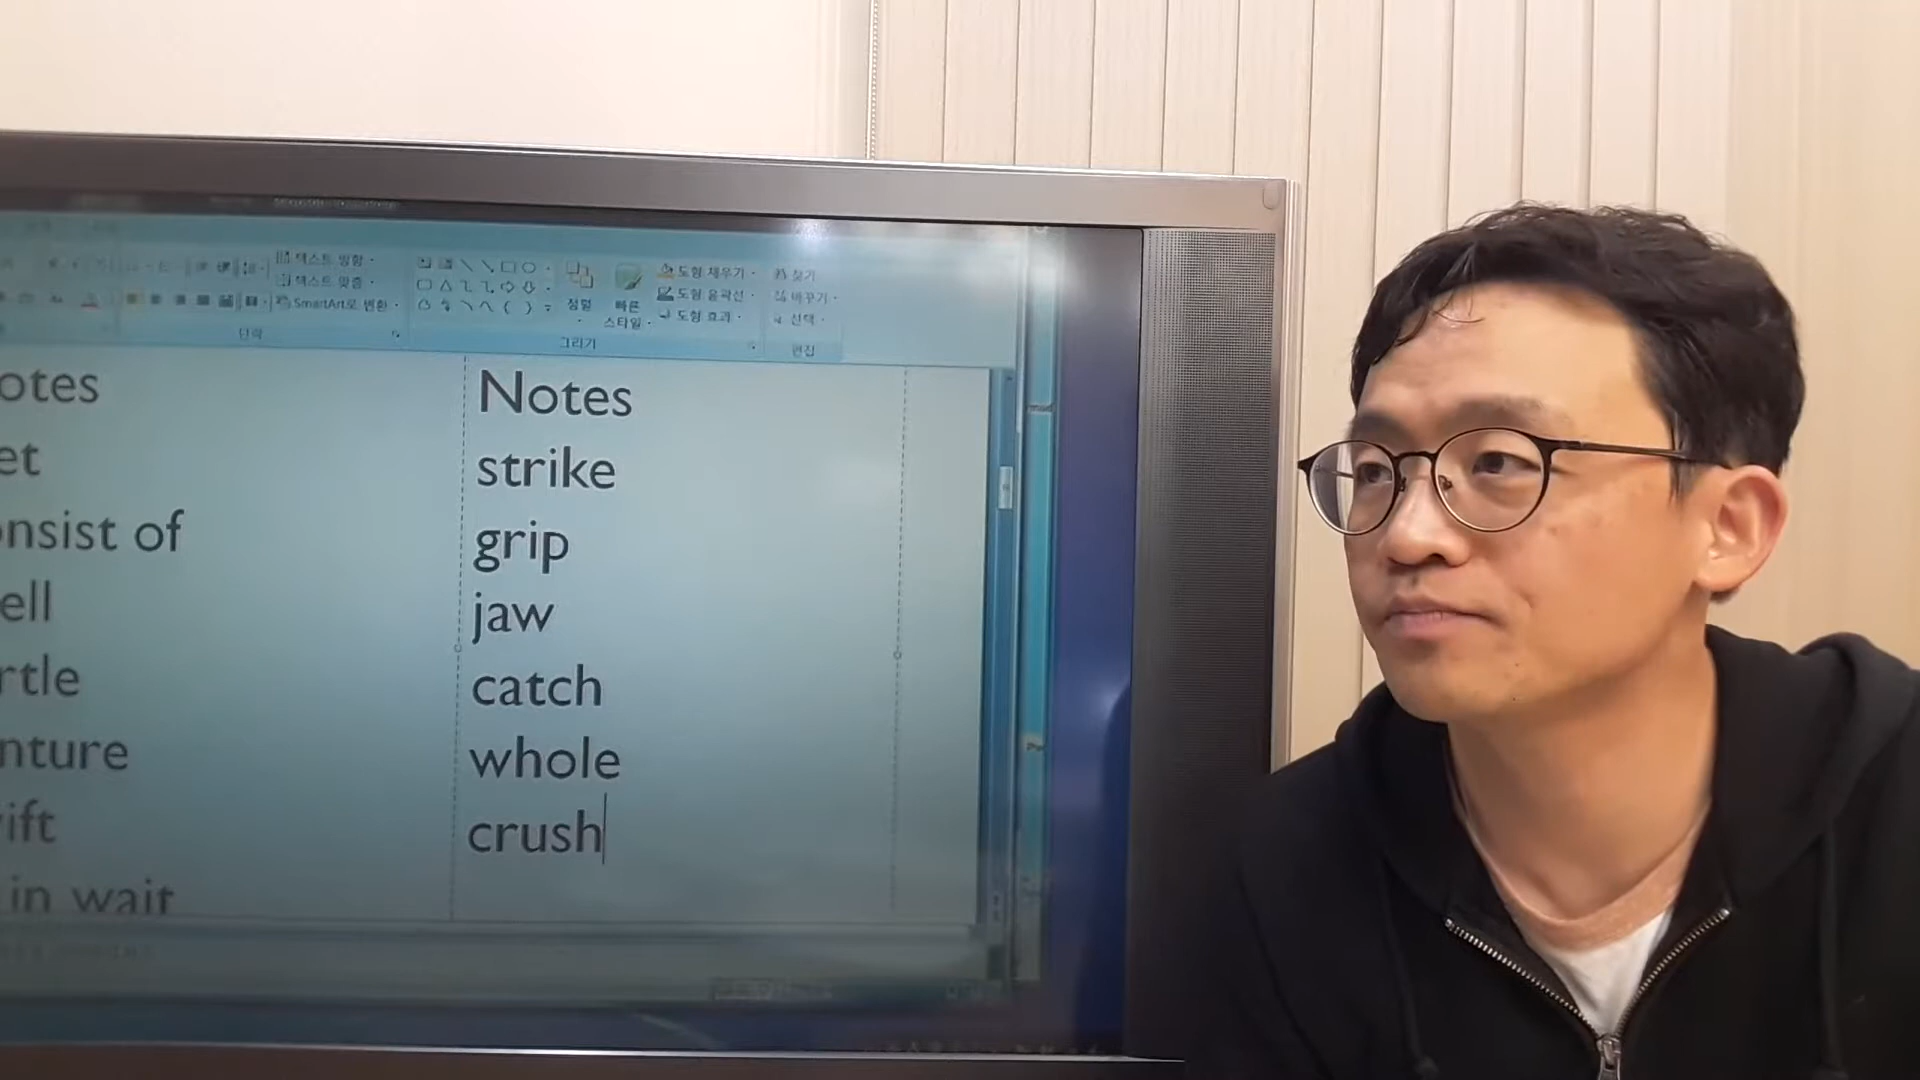 텍스트 방향
텍스트 맞춤
SmartArt로 변환
단락
정렬
빠른
스타일
도형 채우기
도형 윤곽선
도형 효과
그리기
찾기
바꾸기
선택
편집
otes
et
onsist of
ell
rtle
nture
ift
in wait
Notes
strike
grip
jaw
catch
whole
crush